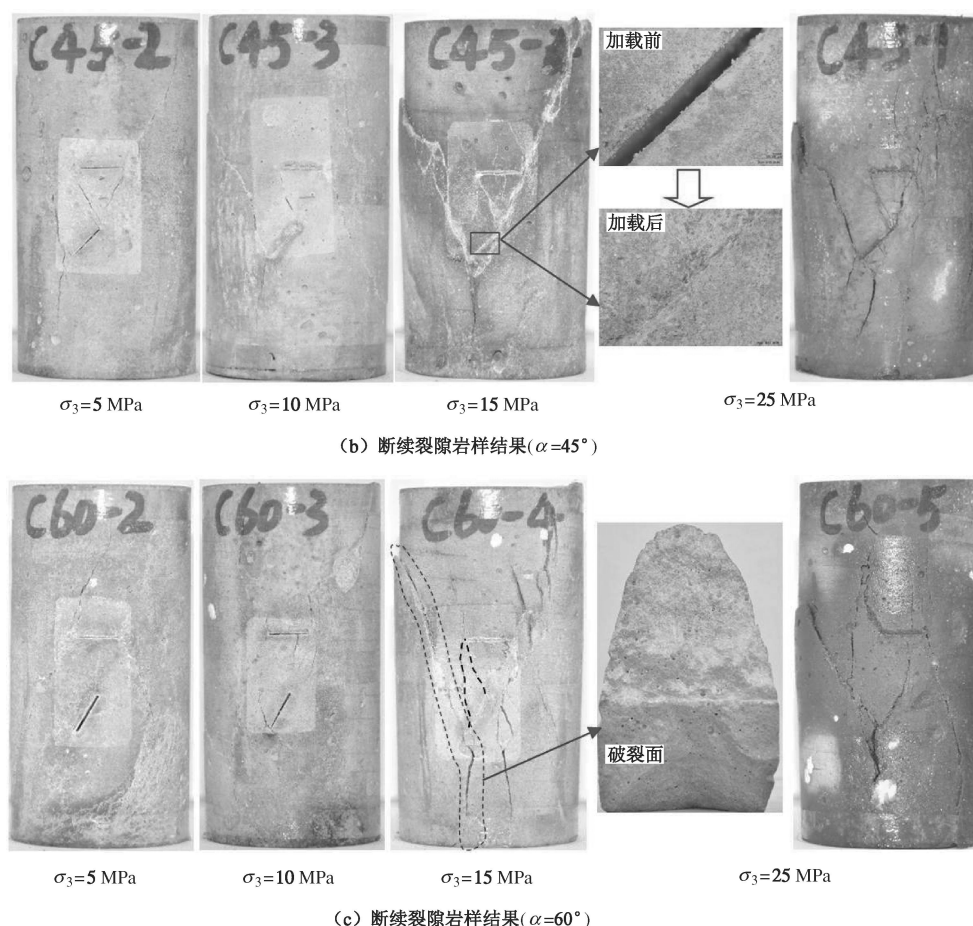 C45-2
C45-3
C45-
加载前
加载后
σ₃=5 MPa
σ₃=10 MPa
σ₃=15 MPa
σ₃=25 MPa
(b) 断续裂隙岩样结果(α=45°)
C60-2
C60-3
C60-4
C60-5
破裂面
σ₃=5 MPa
σ₃=10 MPa
σ₃=15 MPa
σ₃=25 MPa
(c) 断续裂隙岩样结果(α=60°)